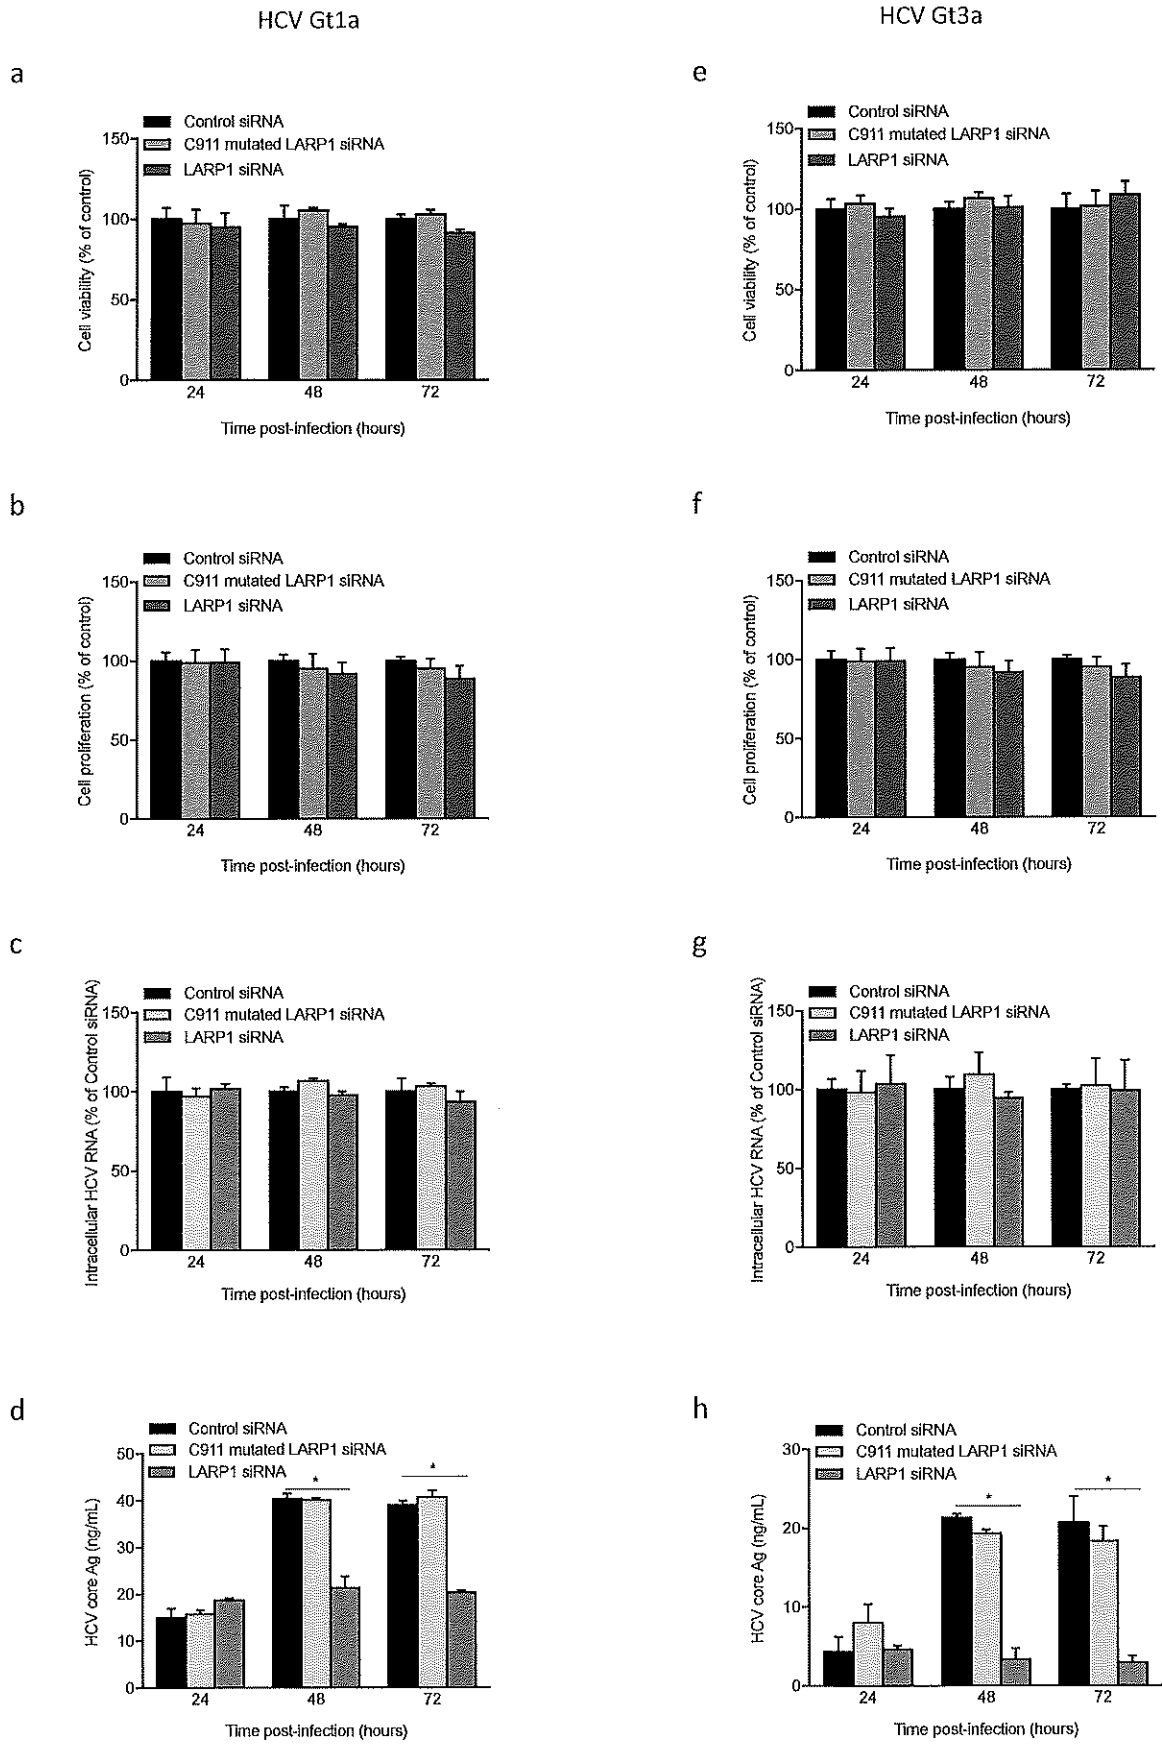 HCV Gt1a
HCV Gt3a
a
Control siRNA
C911 mutated LARP1 siRNA
LARP1 siRNA
Cell viability (% of control)
150
100
50
0
24 48 72
Time post-infection (hours)
e
Control siRNA
C911 mutated LARP1 siRNA
LARP1 siRNA
Cell viability (% of control)
150
100
50
0
24 48 72
Time post-infection (hours)
b
Control siRNA
C911 mutated LARP1 siRNA
LARP1 siRNA
Cell proliferation (% of control)
150
100
50
0
24 48 72
Time post-infection (hours)
f
Control siRNA
C911 mutated LARP1 siRNA
LARP1 siRNA
Cell proliferation (% of control)
150
100
50
0
24 48 72
Time post-infection (hours)
c
Control siRNA
C911 mutated LARP1 siRNA
LARP1 siRNA
Intracellular HCV RNA (% of Control siRNA)
150
100
50
0
24 48 72
Time post-infection (hours)
g
Control siRNA
C911 mutated LARP1 siRNA
LARP1 siRNA
Intracellular HCV RNA (% of Control siRNA)
150
100
50
0
24 48 72
Time post-infection (hours)
d
Control siRNA
C911 mutated LARP1 siRNA
LARP1 siRNA
HCV core Ag (ng/mL)
50
40
30
20
10
0
* *
24 48 72
Time post-infection (hours)
h
Control siRNA
C911 mutated LARP1 siRNA
LARP1 siRNA
HCV core Ag (ng/mL)
30
20
10
0
* *
24 48 72
Time post-infection (hours)